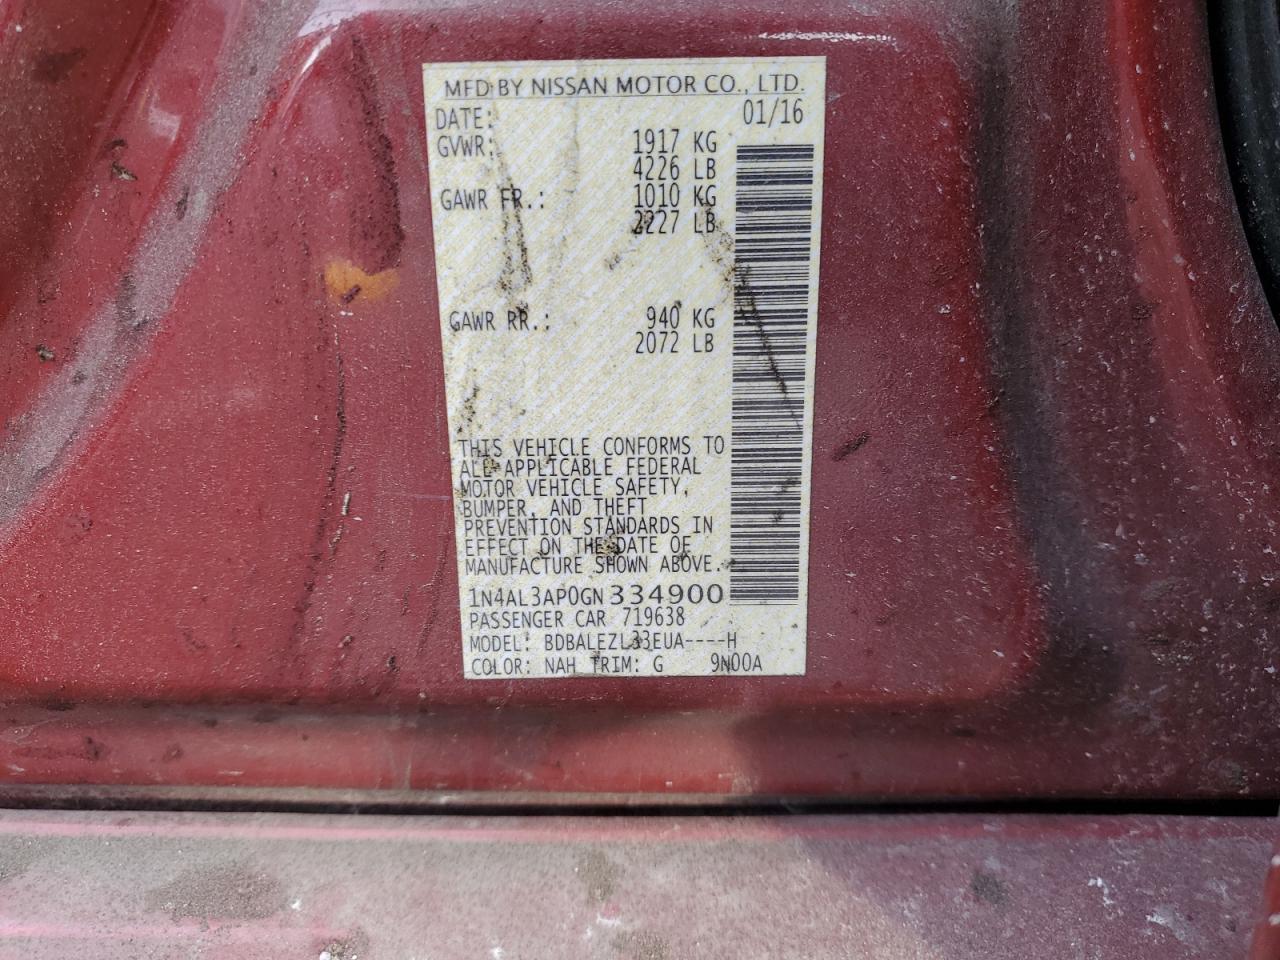 MFD BY NISSAN MOTOR CO., LTD.
DATE: 01/16
GVWR: 1917 KG
4226 LB
GAWR FR.: 1010 KG
2227 LB
GAWR RR.: 940 KG
2072 LB
THIS VEHICLE CONFORMS TO
ALL APPLICABLE FEDERAL
MOTOR VEHICLE SAFETY,
BUMPER, AND THEFT
PREVENTION STANDARDS IN
EFFECT ON THE DATE OF
MANUFACTURE SHOWN ABOVE.
1N4AL3AP0GN334900
PASSENGER CAR 719638
MODEL: BDBALEZL33EUA----H
COLOR: NAH TRIM: G 9N00A